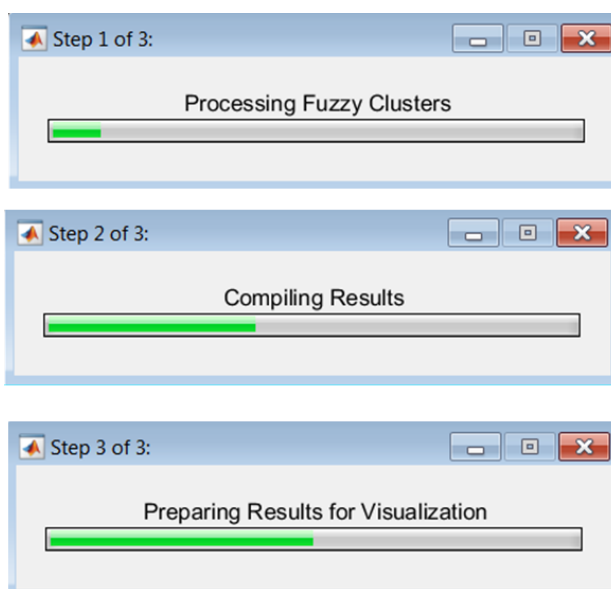 Step 1 of 3:
Processing Fuzzy Clusters
Step 2 of 3:
Compiling Results
Step 3 of 3:
Preparing Results for Visualization